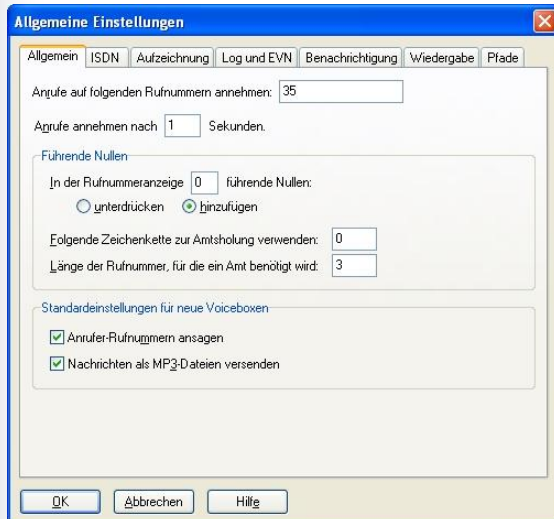 Allgemeine Einstellungen
Allgemein ISDN Aufzeichnung Log und EVN Benachrichtigung Wiedergabe Pfade
Anrufe auf folgenden Rufnummern annehmen: 35
Anrufe annehmen nach 1 Sekunden.
Führende Nullen
In der Rufnummeranzeige 0 führende Nullen:
unterdrücken hinzufügen
Folgende Zeichenkette zur Amtsholung verwenden: 0
Länge der Rufnummer, für die ein Amt benötigt wird: 3
Standardeinstellungen für neue Voiceboxen
Anrufer-Rufnummern ansagen
Nachrichten als MP3-Dateien versenden
OK Abbrechen Hilfe